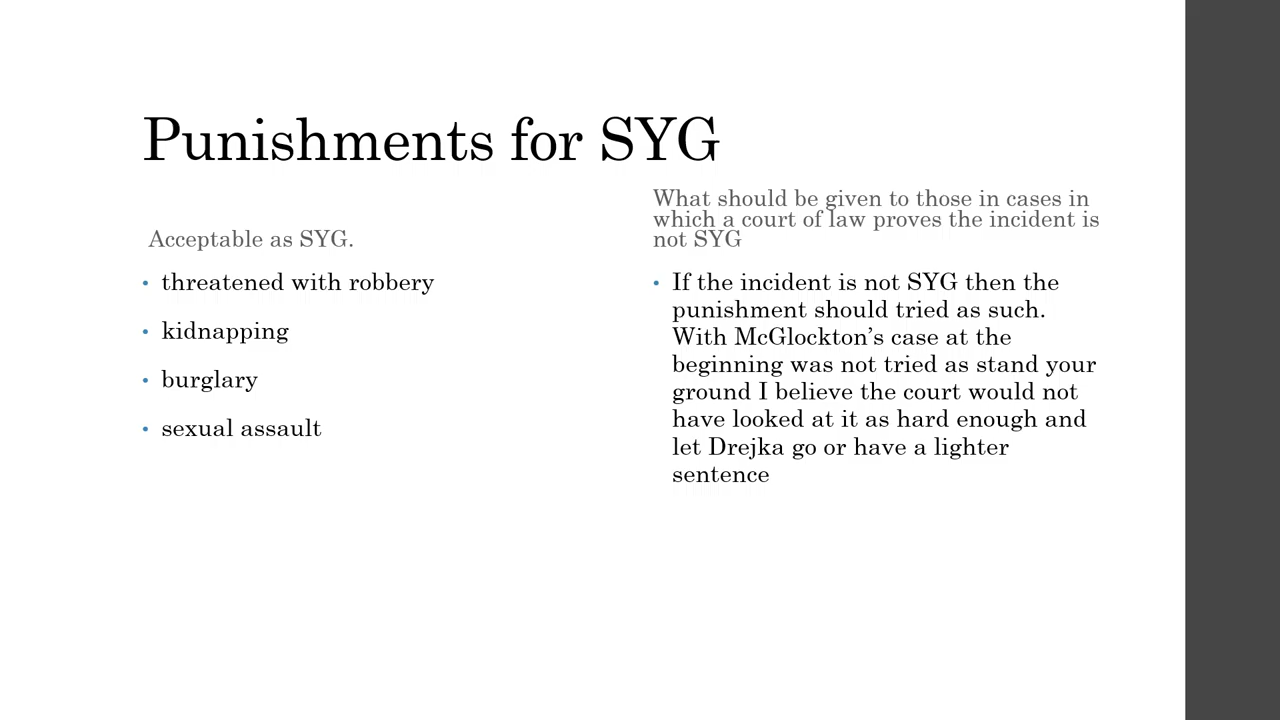 Punishments for SYG
Acceptable as SYG.
threatened with robbery
kidnapping
burglary
sexual assault
What should be given to those in cases in
which a court of law proves the incident is
not SYG
If the incident is not SYG then the
punishment should tried as such.
With McGlockton’s case at the
beginning was not tried as stand your
ground I believe the court would not
have looked at it as hard enough and
let Drejka go or have a lighter
sentence